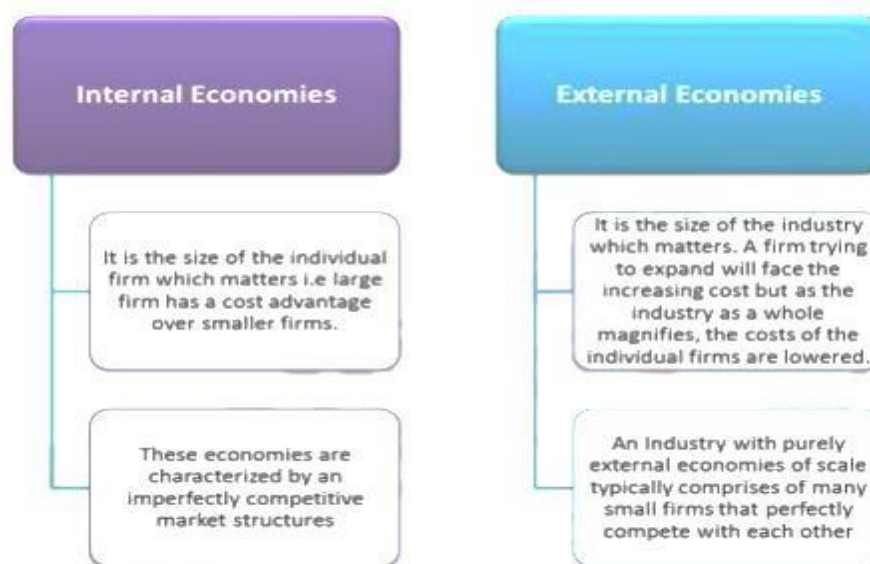 Internal Economies
It is the size of the individual
firm which matters i.e large
firm has a cost advantage
over smaller firms.
These economies are
characterized by an
imperfectly competitive
market structures
External Economies
It is the size of the industry
which matters. A firm trying
to expand will face the
increasing cost but as the
industry as a whole
magnifies, the costs of the
individual firms are lowered.
An Industry with purely
external economies of scale
typically comprises of many
small firms that perfectly
compete with each other